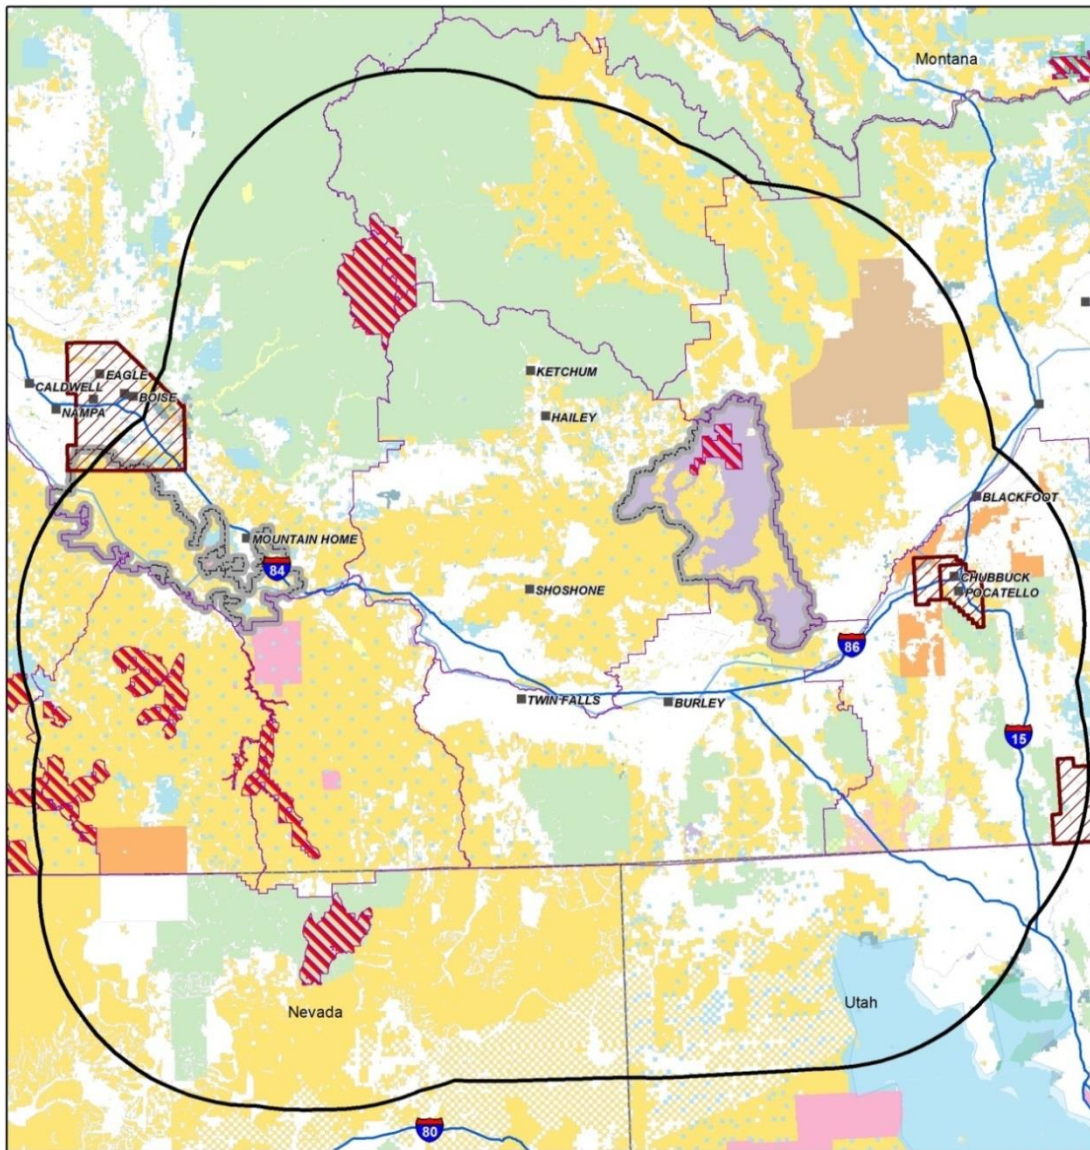 Montana
KETCHUM
EAGLE
CALDWELL
BOISE
NAMPA
HAILEY
BLACKFOOT
MOUNTAIN HOME
84
CHUBBUCK
SHOSHONE
POCATELLO
86
TWIN FALLS
BURLEY
15
Utah
Nevada
80